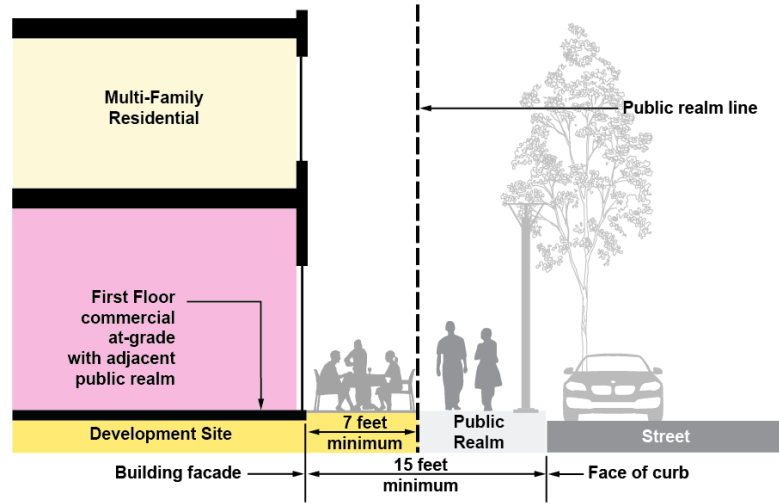 Multi-Family
Residential
Public realm line
First Floor
commercial
at-grade
with adjacent
public realm
Development Site
7 feet
minimum
Public
Realm
Street
Building facade
15 feet
minimum
Face of curb